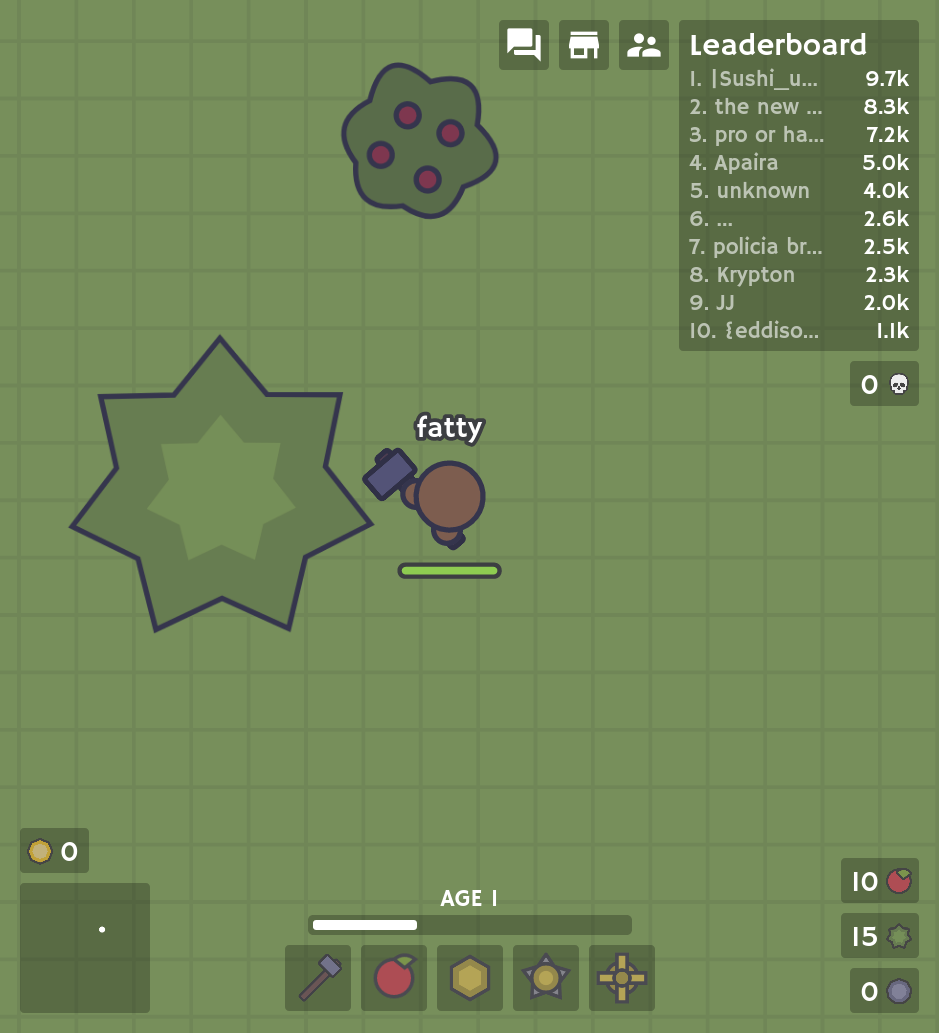 Leaderboard
1. |Sushi_u... 9.7k
2. the new ... 8.3k
3. pro or ha... 7.2k
4. Apaira 5.0k
5. unknown 4.0k
6. ... 2.6k
7. policia br... 2.5k
8. Krypton 2.3k
9. JJ 2.0k
10. {eddiso... 1.1k
0
fatty
0
AGE 1
10
15
0